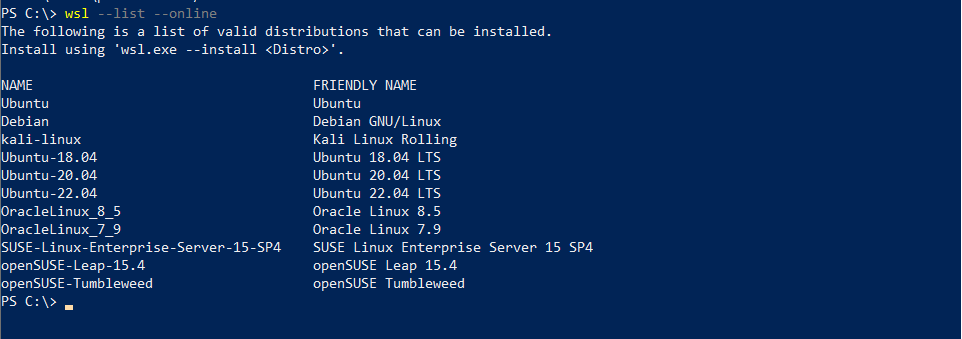 PS C:\> wsl --list --online
The following is a list of valid distributions that can be installed.
Install using 'wsl.exe --install <Distro>'.
NAME                                   FRIENDLY NAME
Ubuntu                                 Ubuntu
Debian                                 Debian GNU/Linux
kali-linux                             Kali Linux Rolling
Ubuntu-18.04                           Ubuntu 18.04 LTS
Ubuntu-20.04                           Ubuntu 20.04 LTS
Ubuntu-22.04                           Ubuntu 22.04 LTS
OracleLinux_8_5                        Oracle Linux 8.5
OracleLinux_7_9                        Oracle Linux 7.9
SUSE-Linux-Enterprise-Server-15-SP4    SUSE Linux Enterprise Server 15 SP4
openSUSE-Leap-15.4                     openSUSE Leap 15.4
openSUSE-Tumbleweed                    openSUSE Tumbleweed
PS C:\>